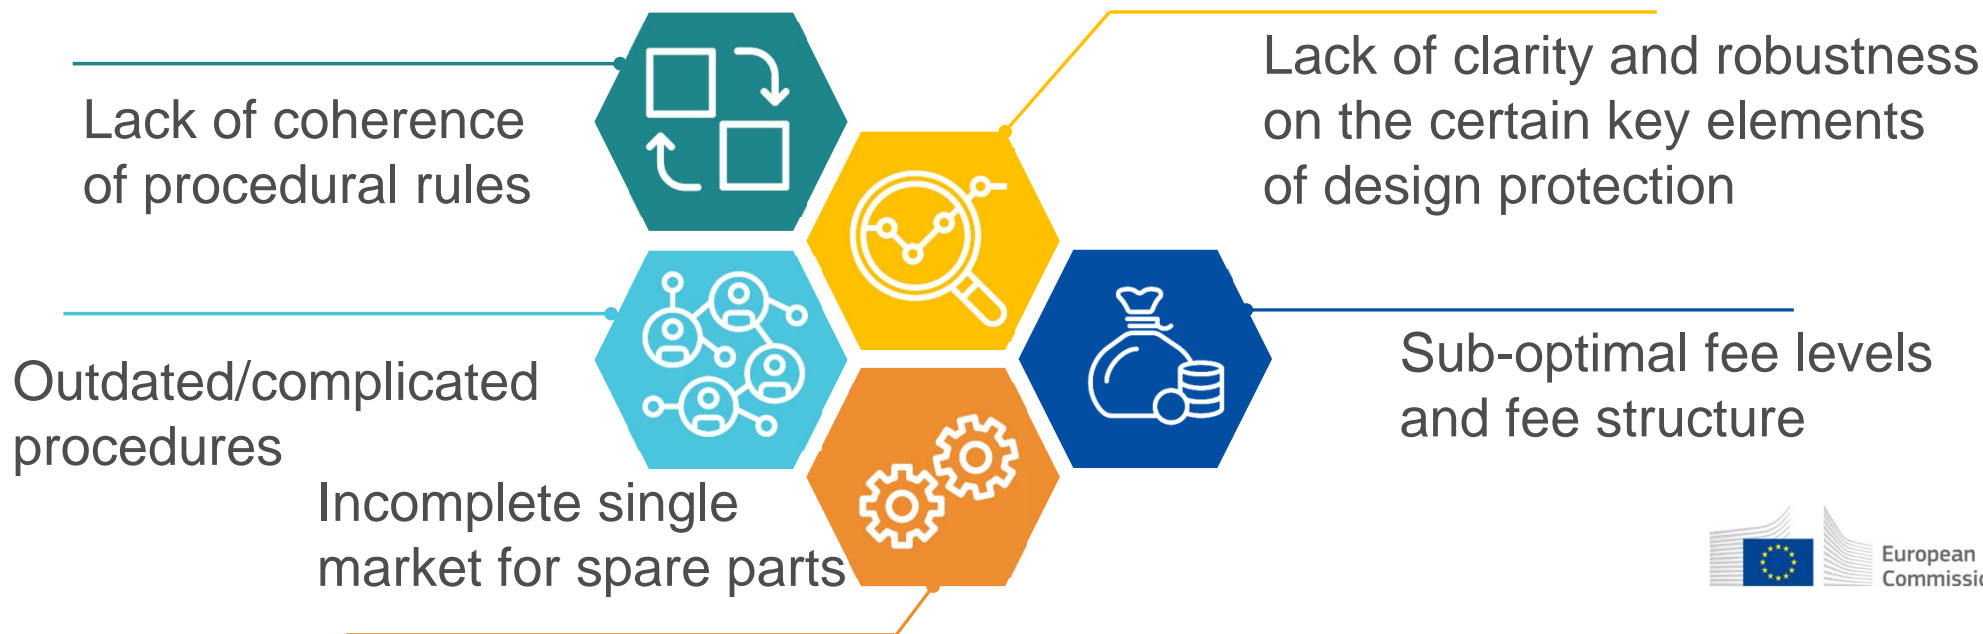 Lack of coherence
of procedural rules
Lack of clarity and robustness
on the certain key elements
of design protection
Outdated/complicated
procedures
Sub-optimal fee levels
and fee structure
Incomplete single
market for spare parts
European
Commissi